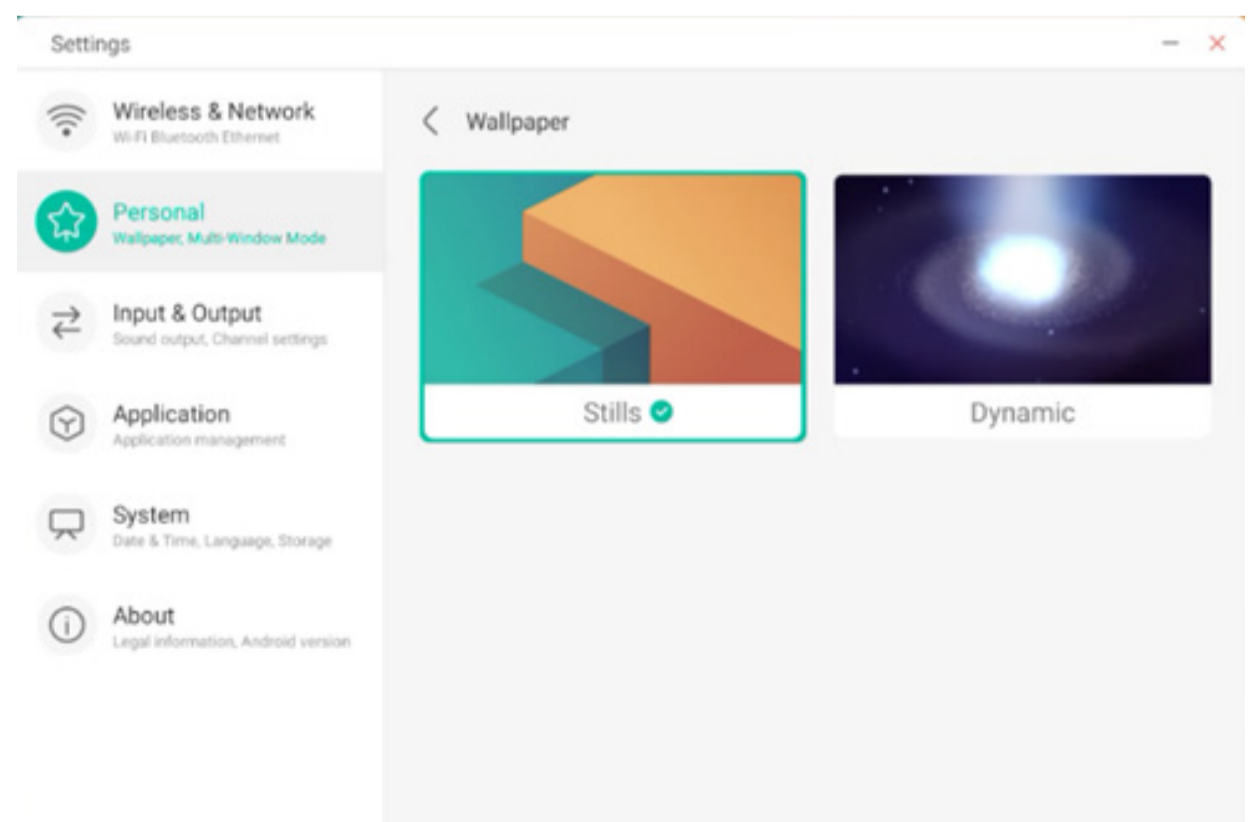 Settings
Wireless & Network
Wi-Fi Bluetooth Ethernet
Personal
Wallpaper, Multi-Window Mode
Input & Output
Sound output, Channel settings
Application
Application management
System
Date & Time, Language, Storage
About
Legal information, Android version
Wallpaper
Stills
Dynamic